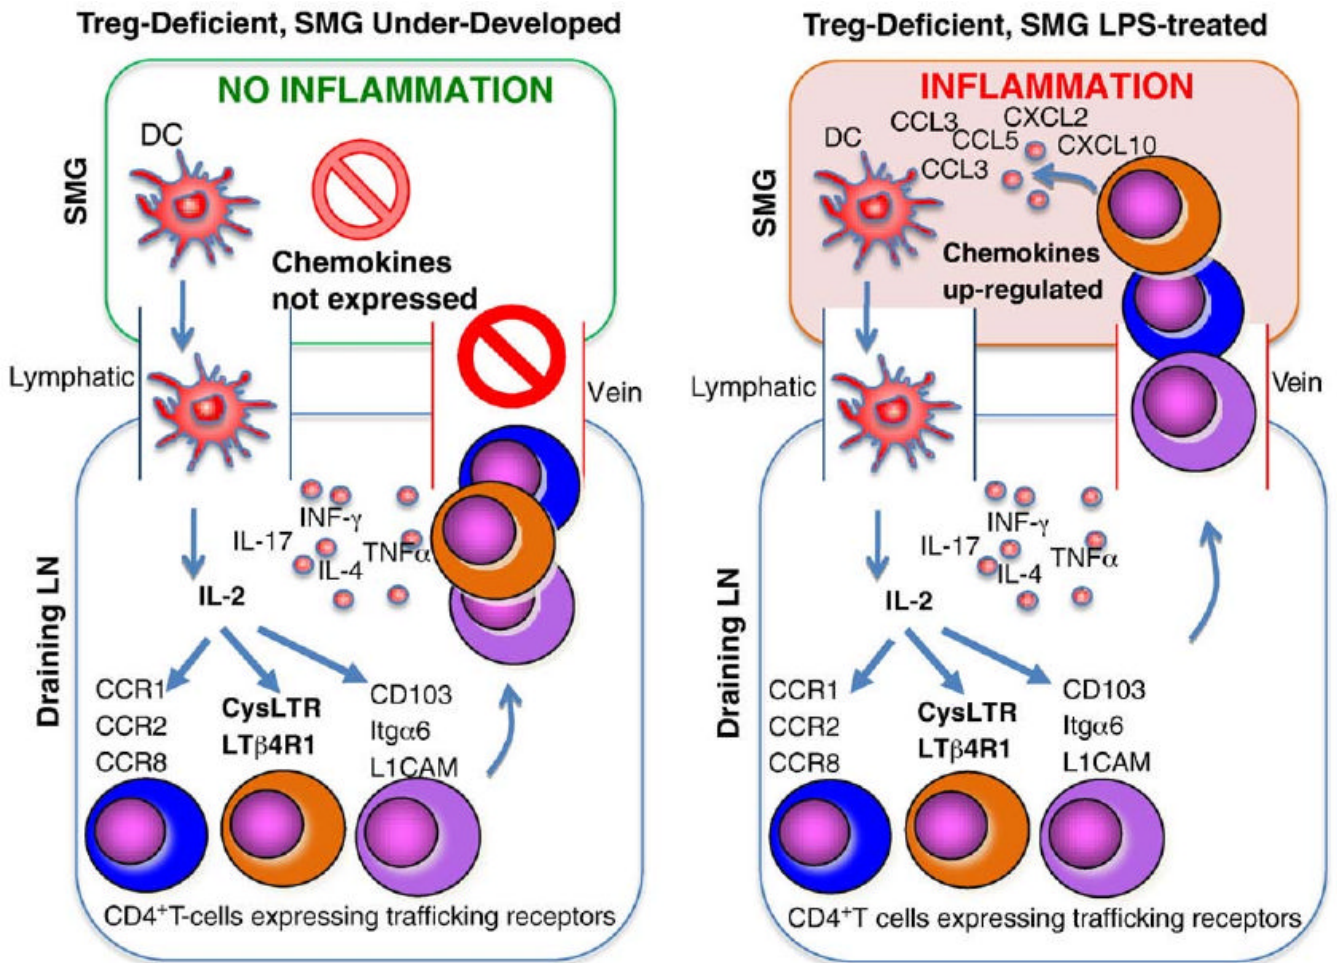 Treg-Deficient, SMG Under-Developed
NO INFLAMMATION
DC
SMG
Chemokines
not expressed
Lymphatic
Vein
INF-γ
IL-17
TNFα
IL-4
IL-2
Draining LN
CCR1
CCR2
CCR8
CysLTR
LTβ4R1
CD103
Itgα6
L1CAM
CD4+T-cells expressing trafficking receptors
Treg-Deficient, SMG LPS-treated
INFLAMMATION
DC
CCL3
CXCL2
CCL5
CXCL10
CCL3
SMG
Chemokines
up-regulated
Lymphatic
Vein
INF-γ
IL-17
TNFα
IL-4
IL-2
Draining LN
CCR1
CCR2
CCR8
CysLTR
LTβ4R1
CD103
Itgα6
L1CAM
CD4+T cells expressing trafficking receptors